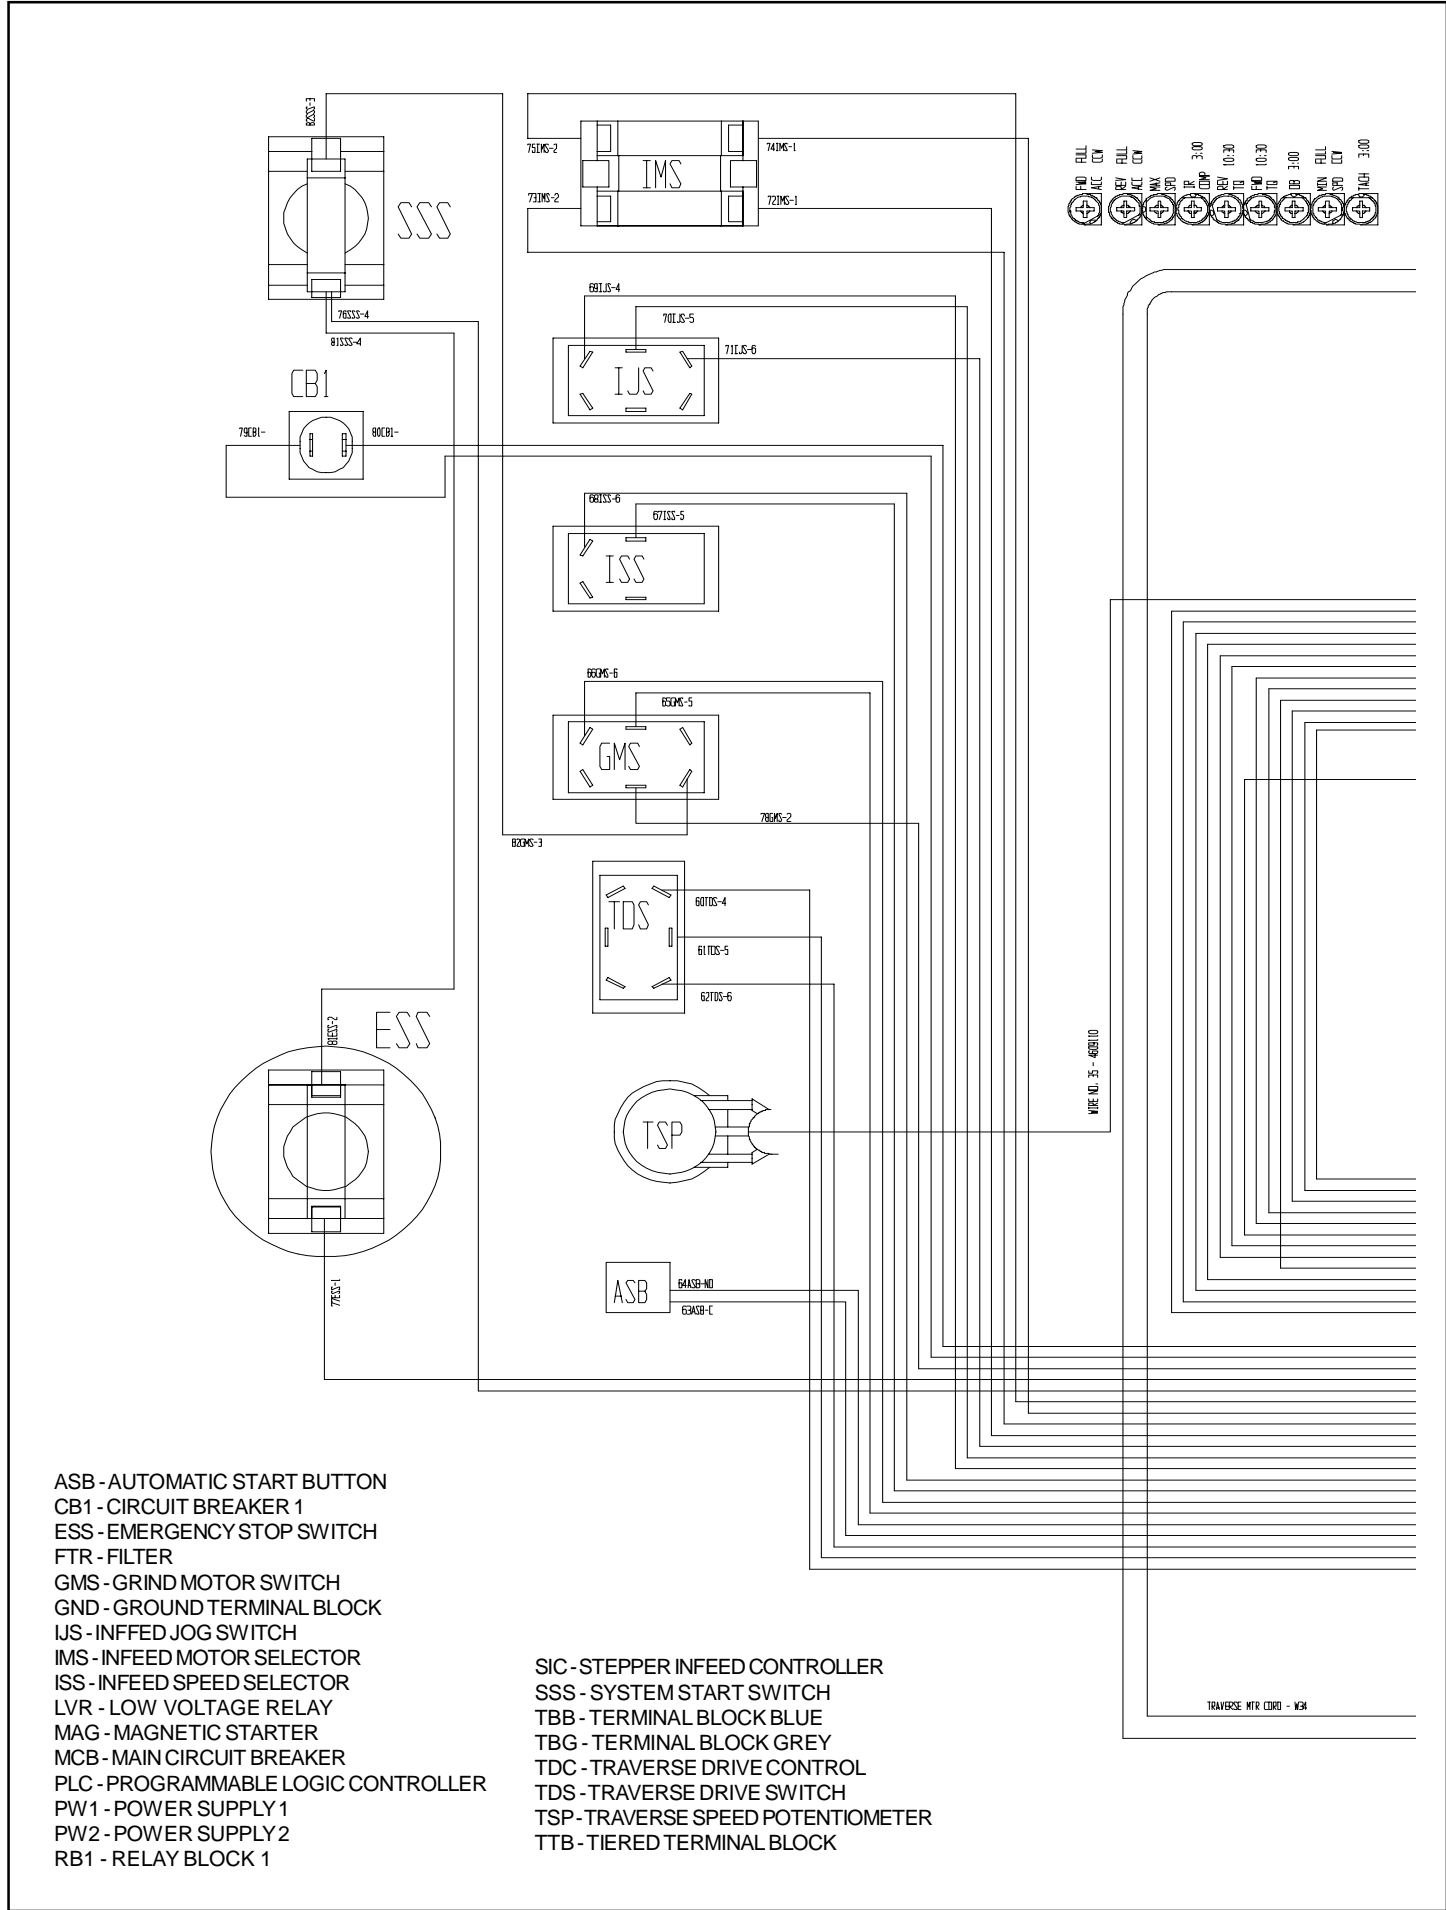 82SSS-3
SSS
76SSS-4
81SSS-4
CB1
79CB1-
80CB1-
75IMS-2
74IMS-1
IMS
73IMS-2
72IMS-1
FWD FULL
ACC CCW
REV FULL
ACC CCW
MAX
SPD
IR 3:00
COMP
REV 10:30
TQ
FWD 10:30
TQ
DB 3:00
MIN FULL
SPD CCW
TACH 3:00
69IJS-4
70IJS-5
71IJS-6
IJS
68ISS-6
67ISS-5
ISS
66GMS-6
65GMS-5
GMS
78GMS-2
82GMS-3
TDS
60TDS-4
61TDS-5
62TDS-6
81ESS-2
ESS
77ESS-1
TSP
WIRE NO. 35 - 4609110
ASB
64ASB-NO
63ASB-C
TRAVERSE MTR CORD - W34
ASB - AUTOMATIC START BUTTON
CB1 - CIRCUIT BREAKER 1
ESS - EMERGENCY STOP SWITCH
FTR - FILTER
GMS - GRIND MOTOR SWITCH
GND - GROUND TERMINAL BLOCK
IJS - INFFED JOG SWITCH
IMS - INFEED MOTOR SELECTOR
ISS - INFEED SPEED SELECTOR
LVR - LOW VOLTAGE RELAY
MAG - MAGNETIC STARTER
MCB - MAIN CIRCUIT BREAKER
PLC - PROGRAMMABLE LOGIC CONTROLLER
PW1 - POWER SUPPLY 1
PW2 - POWER SUPPLY 2
RB1 - RELAY BLOCK 1
SIC - STEPPER INFEED CONTROLLER
SSS - SYSTEM START SWITCH
TBB - TERMINAL BLOCK BLUE
TBG - TERMINAL BLOCK GREY
TDC - TRAVERSE DRIVE CONTROL
TDS - TRAVERSE DRIVE SWITCH
TSP - TRAVERSE SPEED POTENTIOMETER
TTB - TIERED TERMINAL BLOCK